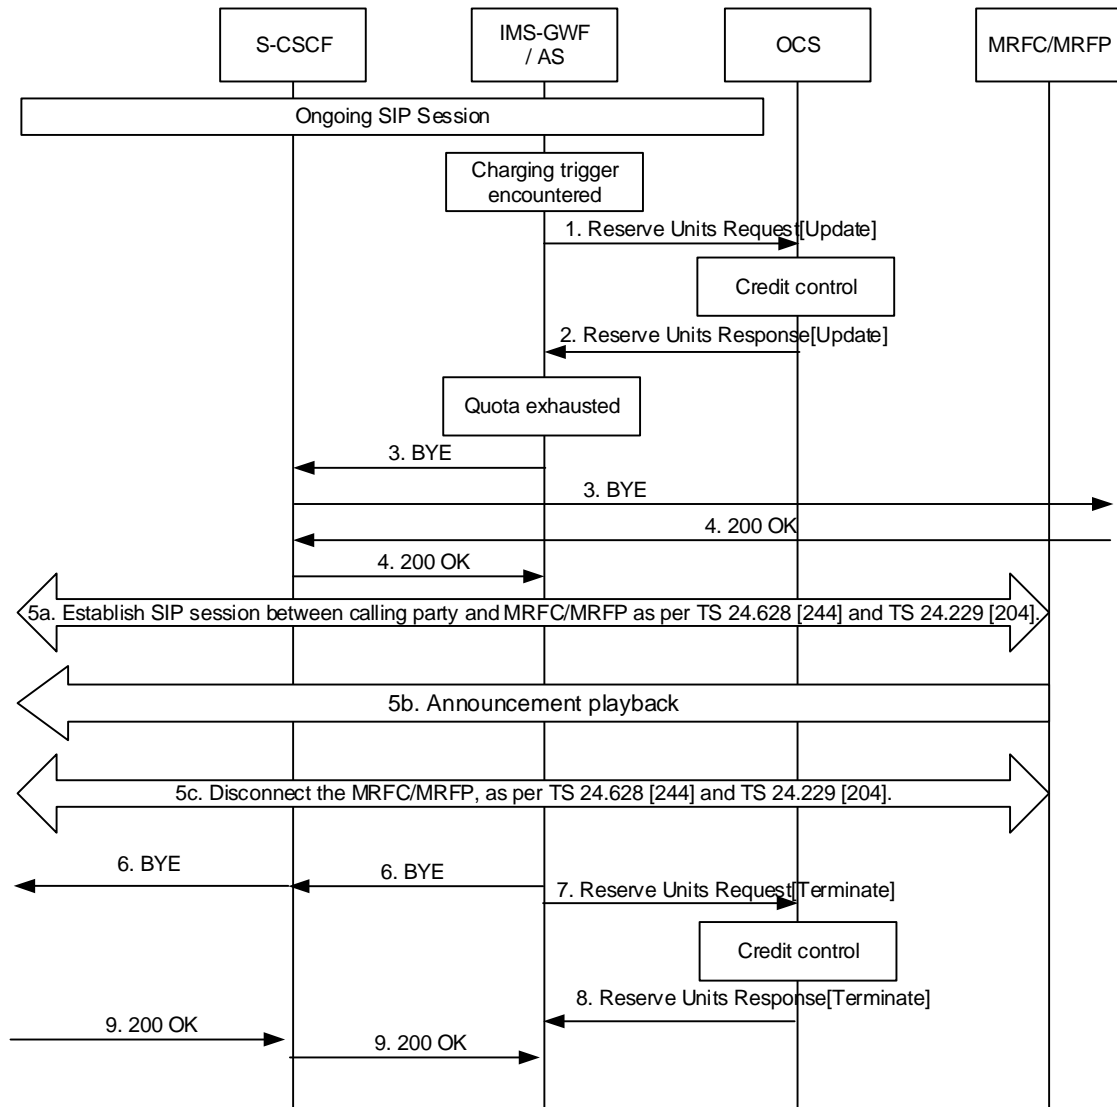 S-CSCF
IMS-GWF
/ AS
OCS
MRFC/MRFP
Ongoing SIP Session
Charging trigger
encountered
1. Reserve Units Request[Update]
Credit control
2. Reserve Units Response[Update]
Quota exhausted
3. BYE
3. BYE
4. 200 OK
4. 200 OK
5a. Establish SIP session between calling party and MRFC/MRFP as per TS 24.628 [244] and TS 24.229 [204].
5b. Announcement playback
5c. Disconnect the MRFC/MRFP, as per TS 24.628 [244] and TS 24.229 [204].
6. BYE
6. BYE
7. Reserve Units Request[Terminate]
Credit control
8. Reserve Units Response[Terminate]
9. 200 OK
9. 200 OK